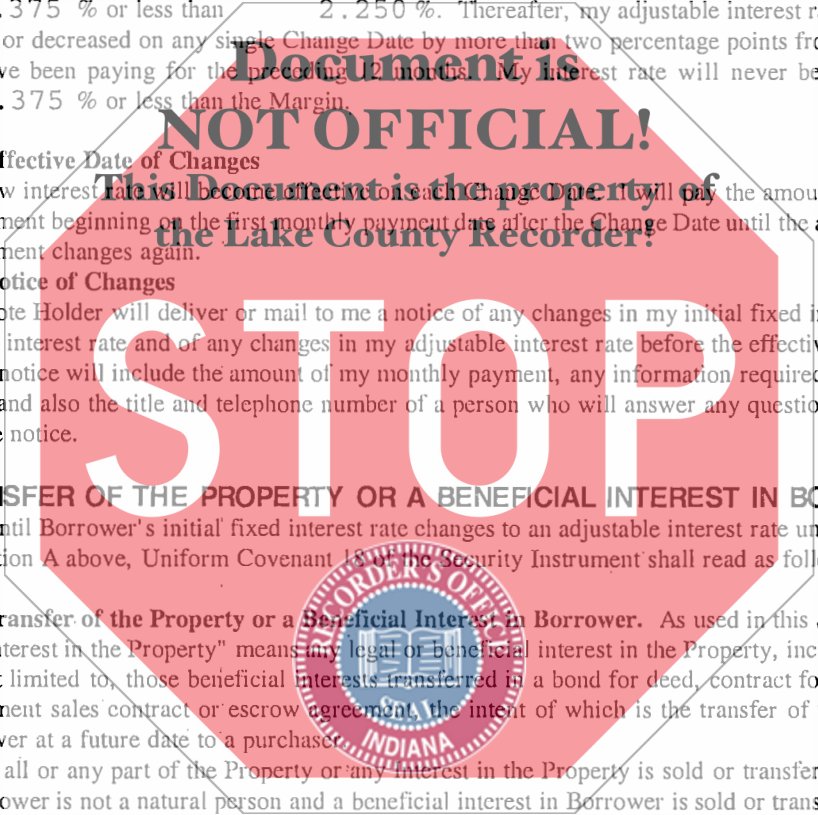 .375 % or less than 2.250 %. Thereafter, my adjustable interest r
or decreased on any single Change Date by more than two percentage points fr
ve been paying for the preceding 12 months. My interest rate will never be
.375 % or less than the Margin.
Document is
NOT OFFICIAL!
This Document is the property of
the Lake County Recorder!
ffective Date of Changes
w interest rate will become effective on each Change Date. I will pay the amou
ment beginning on the first monthly payment date after the Change Date until the a
ment changes again.
otice of Changes
ote Holder will deliver or mail to me a notice of any changes in my initial fixed i
interest rate and of any changes in my adjustable interest rate before the effectiv
notice will include the amount of my monthly payment, any information required
and also the title and telephone number of a person who will answer any questio
e notice.
STOP
SFER OF THE PROPERTY OR A BENEFICIAL INTEREST IN BO
ntil Borrower's initial fixed interest rate changes to an adjustable interest rate un
ion A above, Uniform Covenant 18 of the Security Instrument shall read as foll
ransfer of the Property or a Beneficial Interest in Borrower. As used in this
terest in the Property" means any legal or beneficial interest in the Property, inc
t limited to, those beneficial interests transferred in a bond for deed, contract fo
ment sales contract or escrow agreement, the intent of which is the transfer of
ver at a future date to a purchaser.
all or any part of the Property or any Interest in the Property is sold or transfer
ower is not a natural person and a beneficial interest in Borrower is sold or trans
RECORDER'S OFFICE
INDIANA